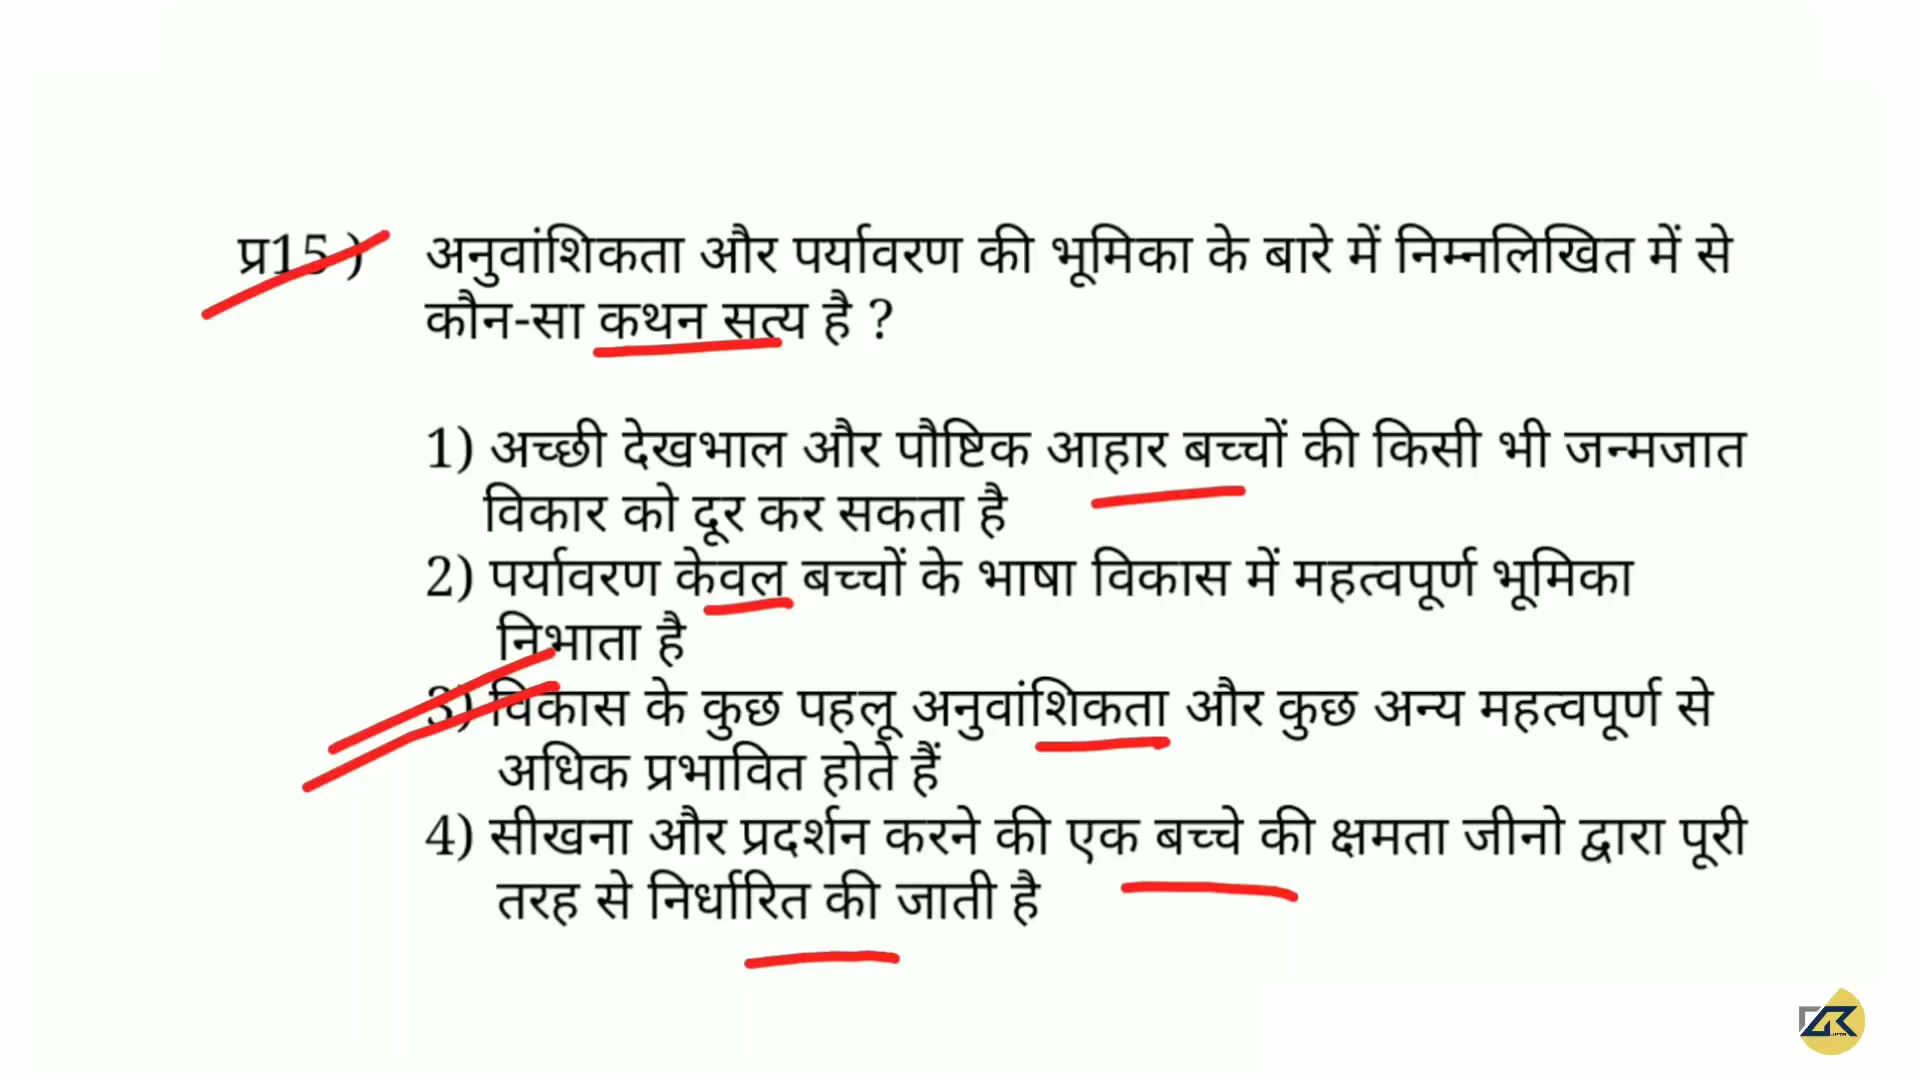 प्र15 ) अनुवांशिकता और पर्यावरण की भूमिका के बारे में निम्नलिखित में से
कौन-सा कथन सत्य है ?
1) अच्छी देखभाल और पौष्टिक आहार बच्चों की किसी भी जन्मजात
विकार को दूर कर सकता है
2) पर्यावरण केवल बच्चों के भाषा विकास में महत्वपूर्ण भूमिका
निभाता है
3) विकास के कुछ पहलू अनुवांशिकता और कुछ अन्य महत्वपूर्ण से
अधिक प्रभावित होते हैं
4) सीखना और प्रदर्शन करने की एक बच्चे की क्षमता जीनो द्वारा पूरी
तरह से निर्धारित की जाती है